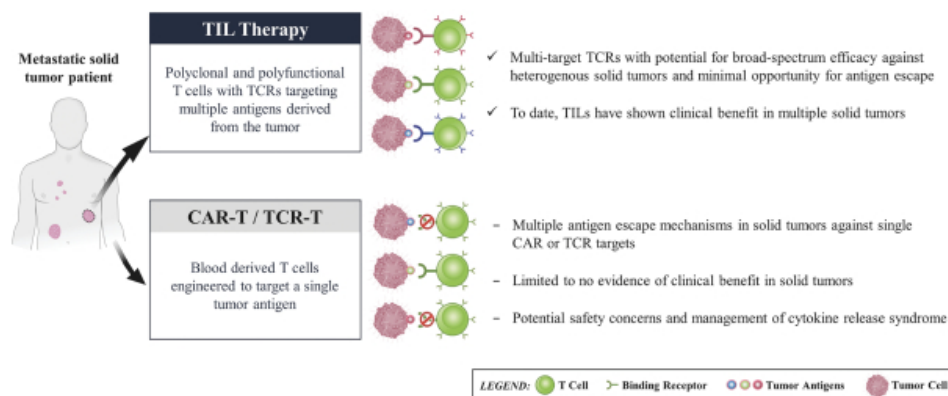 Metastatic solid
tumor patient
TIL Therapy
Polyclonal and polyfunctional
T cells with TCRs targeting
multiple antigens derived
from the tumor
✓ Multi-target TCRs with potential for broad-spectrum efficacy against
heterogenous solid tumors and minimal opportunity for antigen escape
✓ To date, TILs have shown clinical benefit in multiple solid tumors
CAR-T / TCR-T
Blood derived T cells
engineered to target a single
tumor antigen
– Multiple antigen escape mechanisms in solid tumors against single
CAR or TCR targets
– Limited to no evidence of clinical benefit in solid tumors
– Potential safety concerns and management of cytokine release syndrome
LEGEND: T Cell Binding Receptor Tumor Antigens Tumor Cell